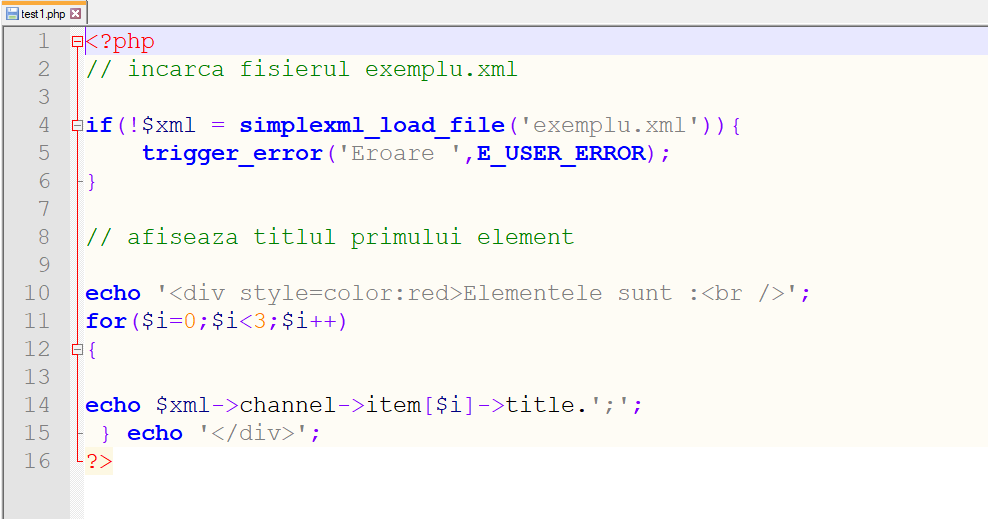 test1.php
1 <?php
2 // incarca fisierul exemplu.xml
3
4 if(!$xml = simplexml_load_file('exemplu.xml')){
5     trigger_error('Eroare ',E_USER_ERROR);
6 }
7
8 // afiseaza titlul primului element
9
10 echo '<div style=color:red>Elementele sunt :<br />';
11 for($i=0;$i<3;$i++)
12 {
13
14 echo $xml->channel->item[$i]->title.';';
15  } echo '</div>';
16 ?>